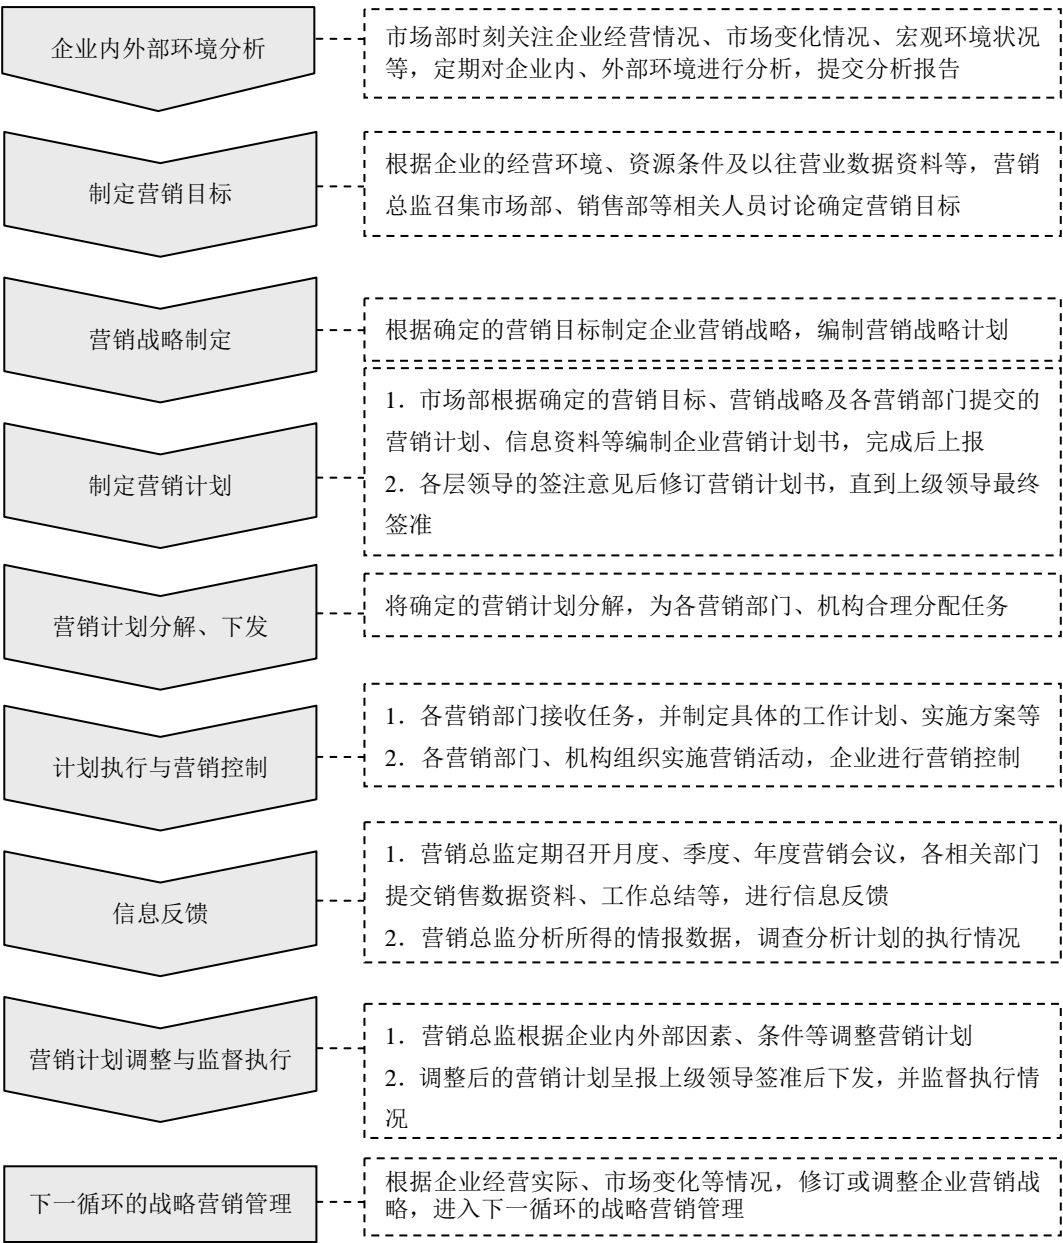 企业内外部环境分析
市场部时刻关注企业经营情况、市场变化情况、宏观环境状况
等，定期对企业内、外部环境进行分析，提交分析报告
制定营销目标
根据企业的经营环境、资源条件及以往营业数据资料等，营销
总监召集市场部、销售部等相关人员讨论确定营销目标
营销战略制定
根据确定的营销目标制定企业营销战略，编制营销战略计划
制定营销计划
1．市场部根据确定的营销目标、营销战略及各营销部门提交的
营销计划、信息资料等编制企业营销计划书，完成后上报
2．各层领导的签注意见后修订营销计划书，直到上级领导最终
签准
营销计划分解、下发
将确定的营销计划分解，为各营销部门、机构合理分配任务
计划执行与营销控制
1．各营销部门接收任务，并制定具体的工作计划、实施方案等
2．各营销部门、机构组织实施营销活动，企业进行营销控制
信息反馈
1．营销总监定期召开月度、季度、年度营销会议，各相关部门
提交销售数据资料、工作总结等，进行信息反馈
2．营销总监分析所得的情报数据，调查分析计划的执行情况
营销计划调整与监督执行
1．营销总监根据企业内外部因素、条件等调整营销计划
2．调整后的营销计划呈报上级领导签准后下发，并监督执行情
况
下一循环的战略营销管理
根据企业经营实际、市场变化等情况，修订或调整企业营销战
略，进入下一循环的战略营销管理